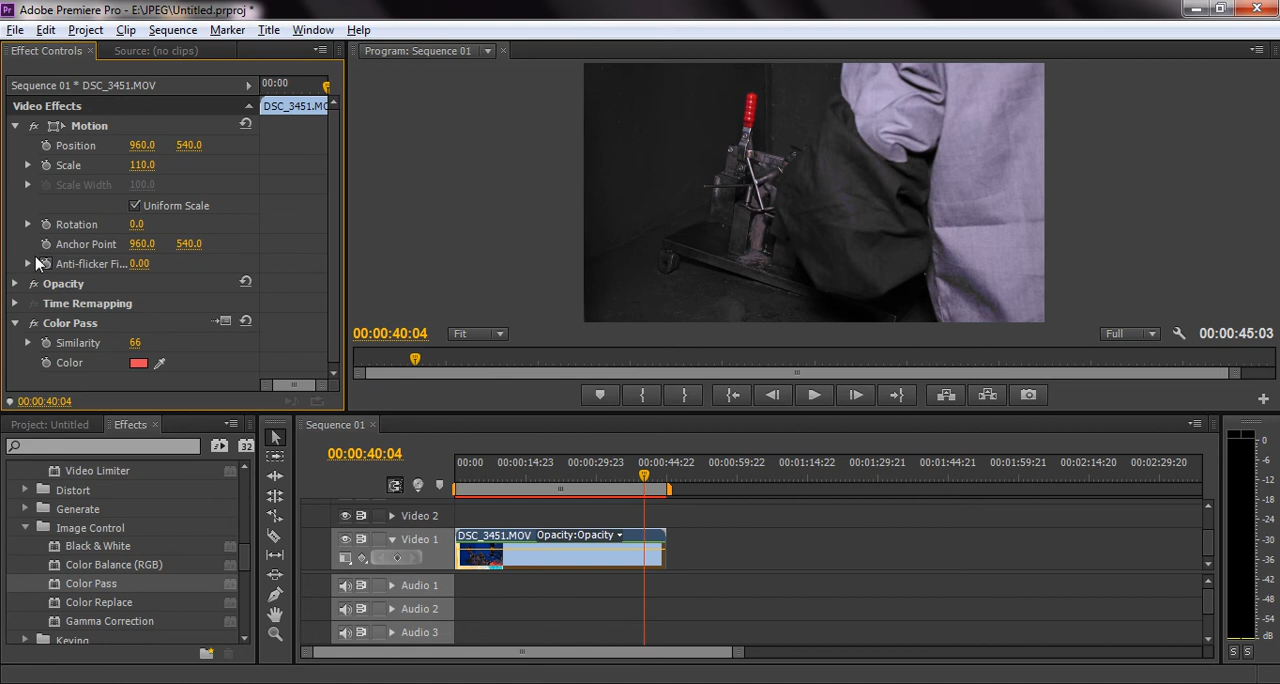 Adobe Premiere Pro - E:\JPEG\Untitled.prproj *
File Edit Project Clip Sequence Marker Title Window Help
Effect Controls × Source: (no clips)
Sequence 01 * DSC_3451.MOV
00:00
Video Effects
DSC_3451.MO
Motion
Position 960.0 540.0
Scale 110.0
Scale Width 100.0
Uniform Scale
Rotation 0.0
Anchor Point 960.0 540.0
Anti-flicker Fi... 0.00
fx Opacity
Time Remapping
fx Color Pass
Similarity 66
Color
00:00:40:04
Program: Sequence 01
00:00:40:04 Fit Full 00:00:45:03
Project: Untitled Effects ×
32
Video Limiter
Distort
Generate
Image Control
Black & White
Color Balance (RGB)
Color Pass
Color Replace
Gamma Correction
Keying
Sequence 01 ×
00:00:40:04
00:00 00:00:14:23 00:00:29:23 00:00:44:22 00:00:59:22 00:01:14:22 00:01:29:21 00:01:44:21 00:01:59:21 00:02:14:20 00:02:29:20
Video 2
Video 1
DSC_3451.MOV Opacity:Opacity
Audio 1
Audio 2
Audio 3
0
-6
-12
-18
-24
-30
-36
-42
-48
-54
dB
S S